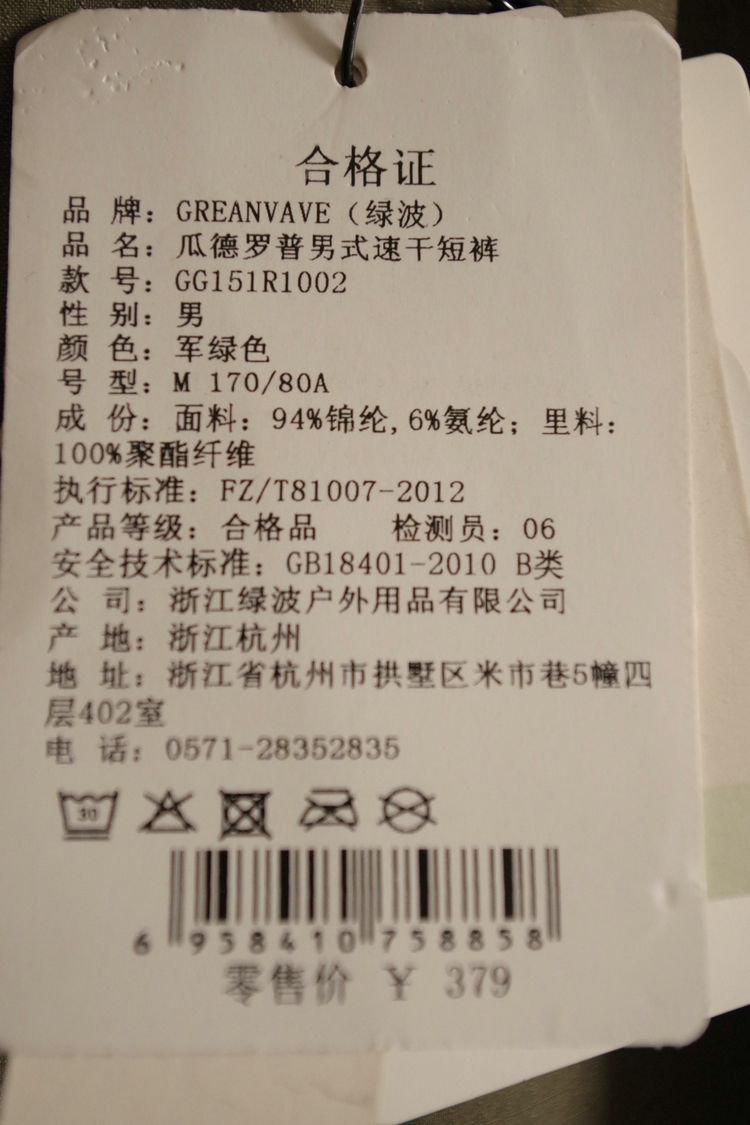 合格证
品 牌：GREANVAVE（绿波）
品 名：瓜德罗普男式速干短裤
款 号：GG151R1002
性 别：男
颜 色：军绿色
号 型：M 170/80A
成 份：面料：94%锦纶,6%氨纶；里料：
100%聚酯纤维
执行标准：FZ/T81007-2012
产品等级：合格品 检测员：06
安全技术标准：GB18401-2010 B类
公 司：浙江绿波户外用品有限公司
产 地：浙江杭州
地 址：浙江省杭州市拱墅区米市巷5幢四
层402室
电 话：0571-28352835
30
6 958410 758858
零售价 ￥ 379